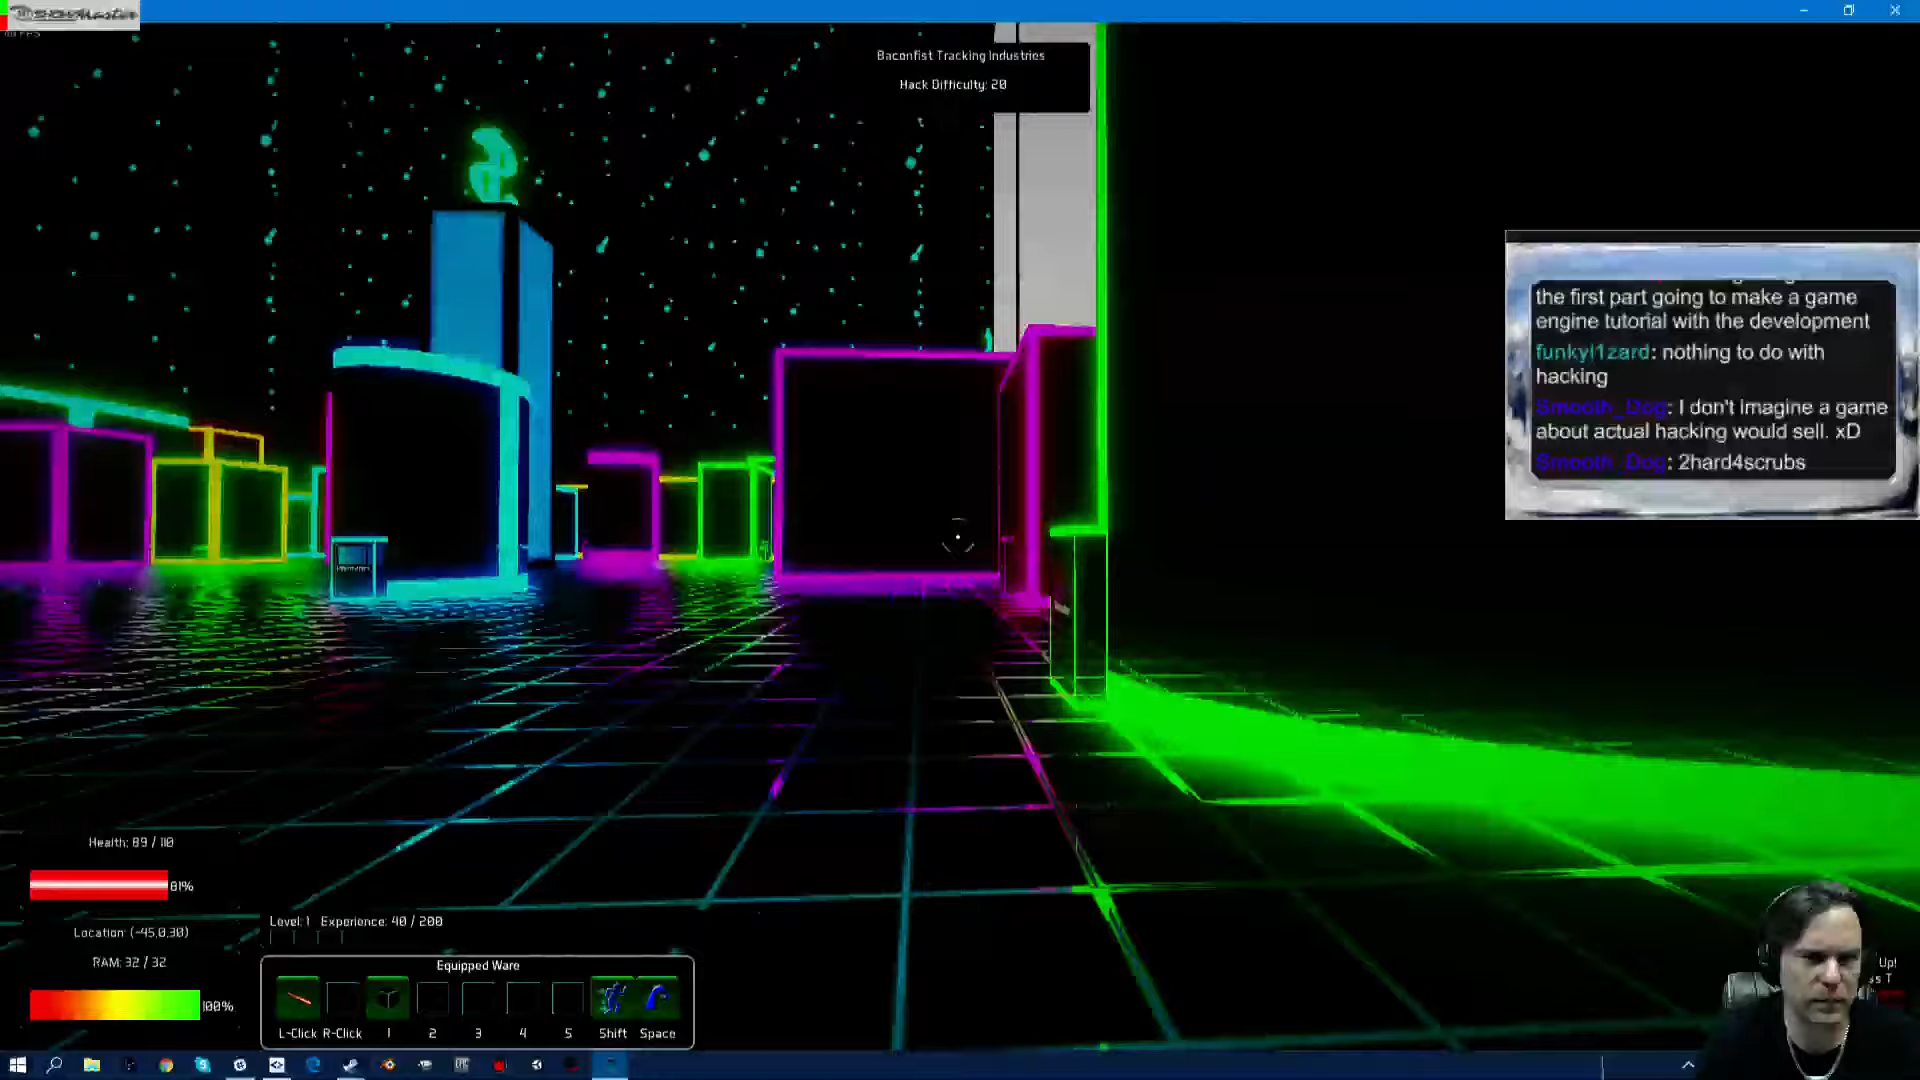 Baconfist Tracking Industries
Hack Difficulty: 20
the first part going to make a game
engine tutorial with the development
funkyl1zard: nothing to do with
hacking
Smooth_Dog: I don't imagine a game
about actual hacking would sell. xD
Smooth_Dog: 2hard4scrubs
Health: 89 / 110
81%
Location: (-45,0,30)
RAM: 32 / 32
100%
Level: 1 Experience: 40 / 200
Equipped Ware
L-Click R-Click 1 2 3 4 5 Shift Space
Up!